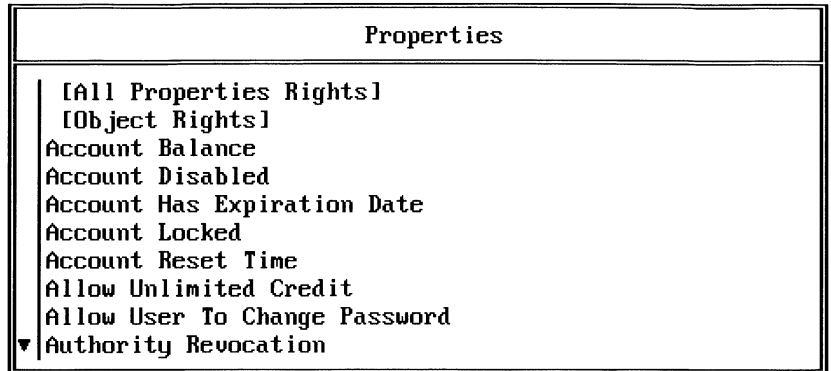 Properties
[All Properties Rights]
[Object Rights]
Account Balance
Account Disabled
Account Has Expiration Date
Account Locked
Account Reset Time
Allow Unlimited Credit
Allow User To Change Password
Authority Revocation